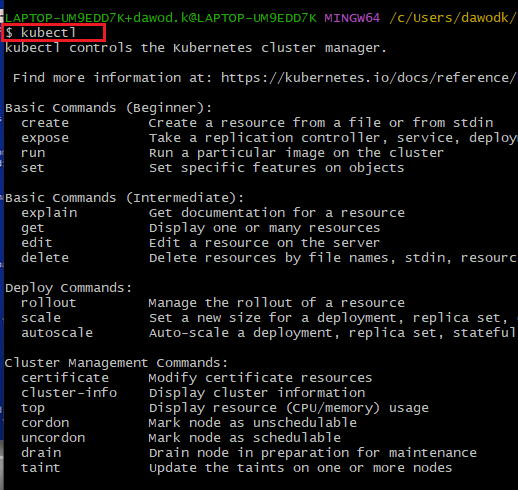 LAPTOP-UM9EDD7K+dawod.k@LAPTOP-UM9EDD7K MINGW64 /c/Users/dawodk/
$ kubectl
kubectl controls the Kubernetes cluster manager.
Find more information at: https://kubernetes.io/docs/reference/
Basic Commands (Beginner):
create Create a resource from a file or from stdin
expose Take a replication controller, service, deploym
run Run a particular image on the cluster
set Set specific features on objects
Basic Commands (Intermediate):
explain Get documentation for a resource
get Display one or many resources
edit Edit a resource on the server
delete Delete resources by file names, stdin, resourc
Deploy Commands:
rollout Manage the rollout of a resource
scale Set a new size for a deployment, replica set,
autoscale Auto-scale a deployment, replica set, stateful
Cluster Management Commands:
certificate Modify certificate resources
cluster-info Display cluster information
top Display resource (CPU/memory) usage
cordon Mark node as unschedulable
uncordon Mark node as schedulable
drain Drain node in preparation for maintenance
taint Update the taints on one or more nodes